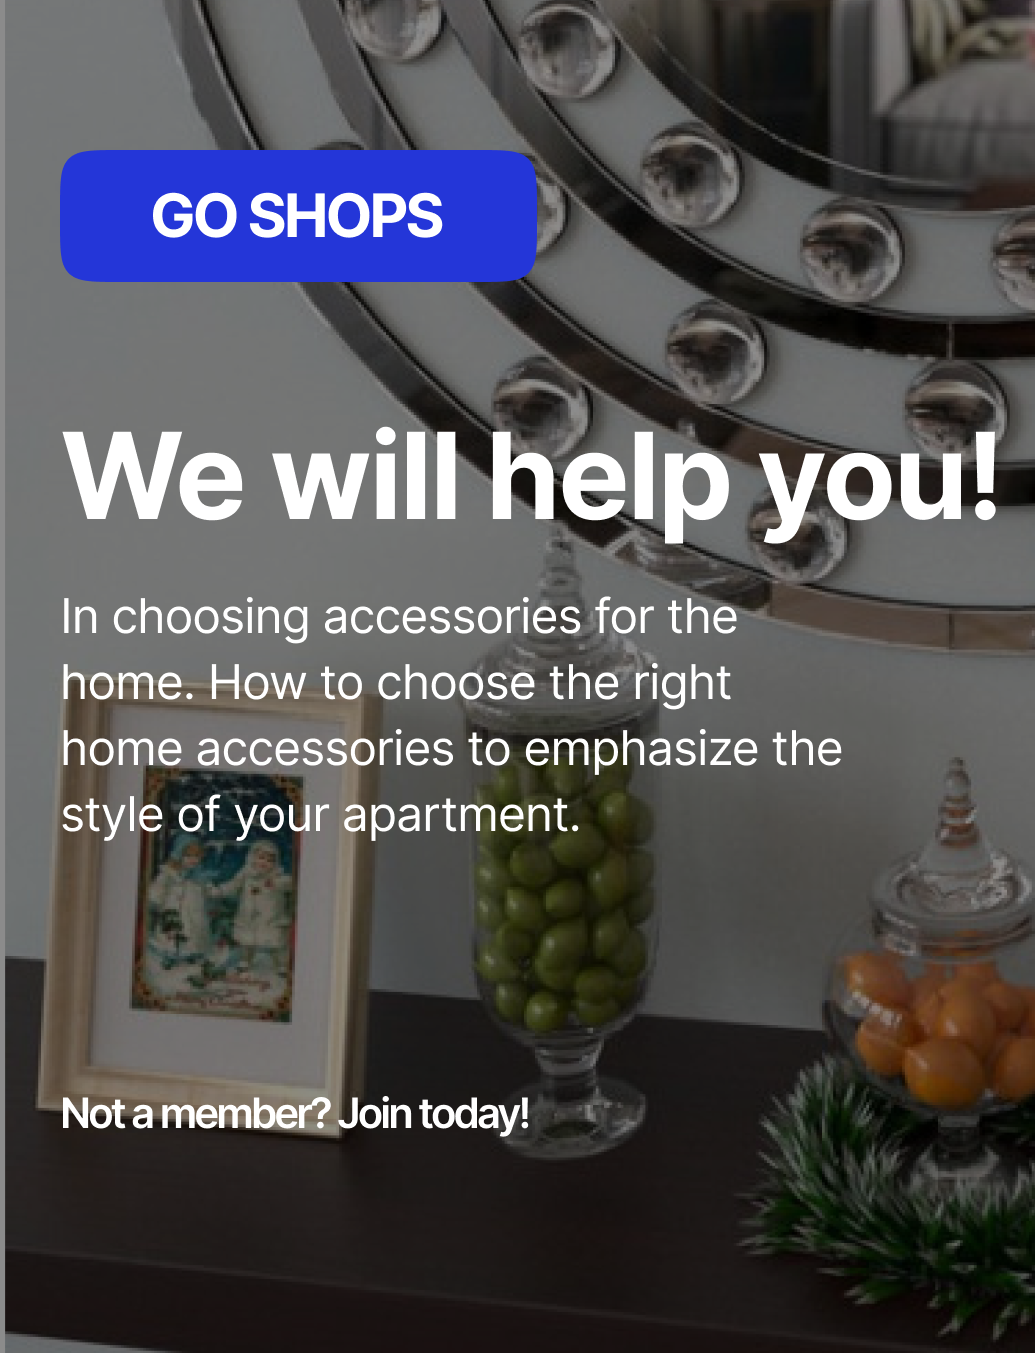 GO SHOPS
We will help you!
In choosing accessories for the
home. How to choose the right
home accessories to emphasize the
style of your apartment.
Not a member? Join today!